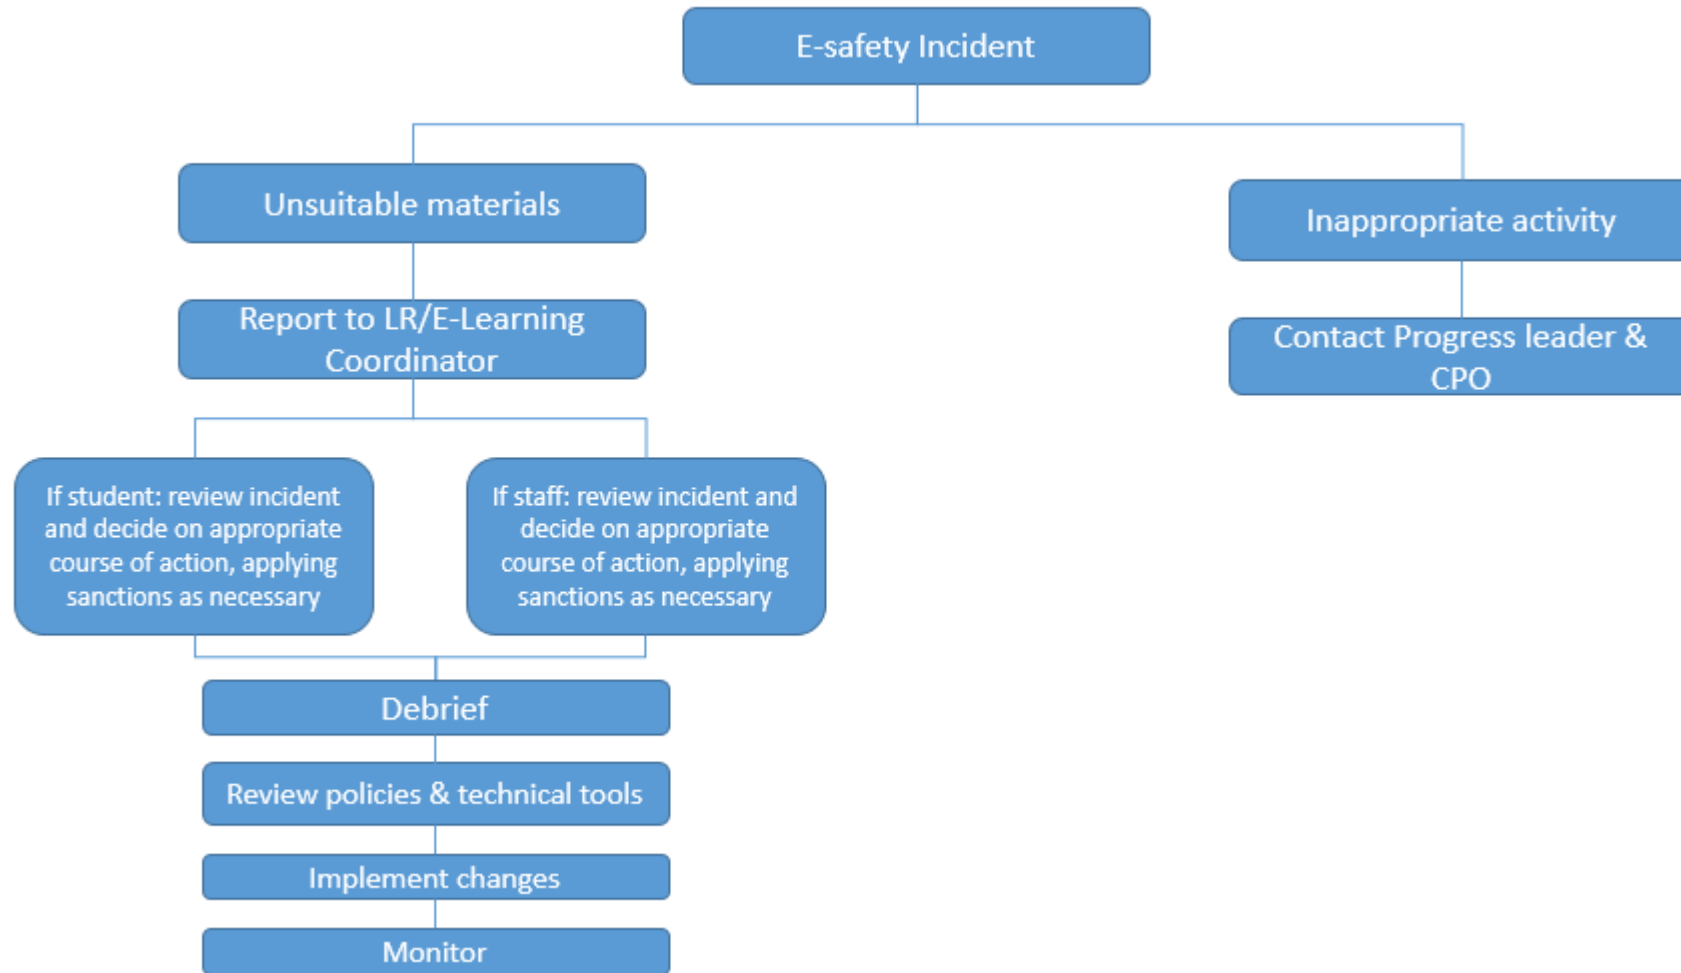 E-safety Incident
Unsuitable materials
Inappropriate activity
Report to LR/E-Learning
Coordinator
Contact Progress leader &
CPO
If student: review incident
and decide on appropriate
course of action, applying
sanctions as necessary
If staff: review incident and
decide on appropriate
course of action, applying
sanctions as necessary
Debrief
Review policies & technical tools
Implement changes
Monitor